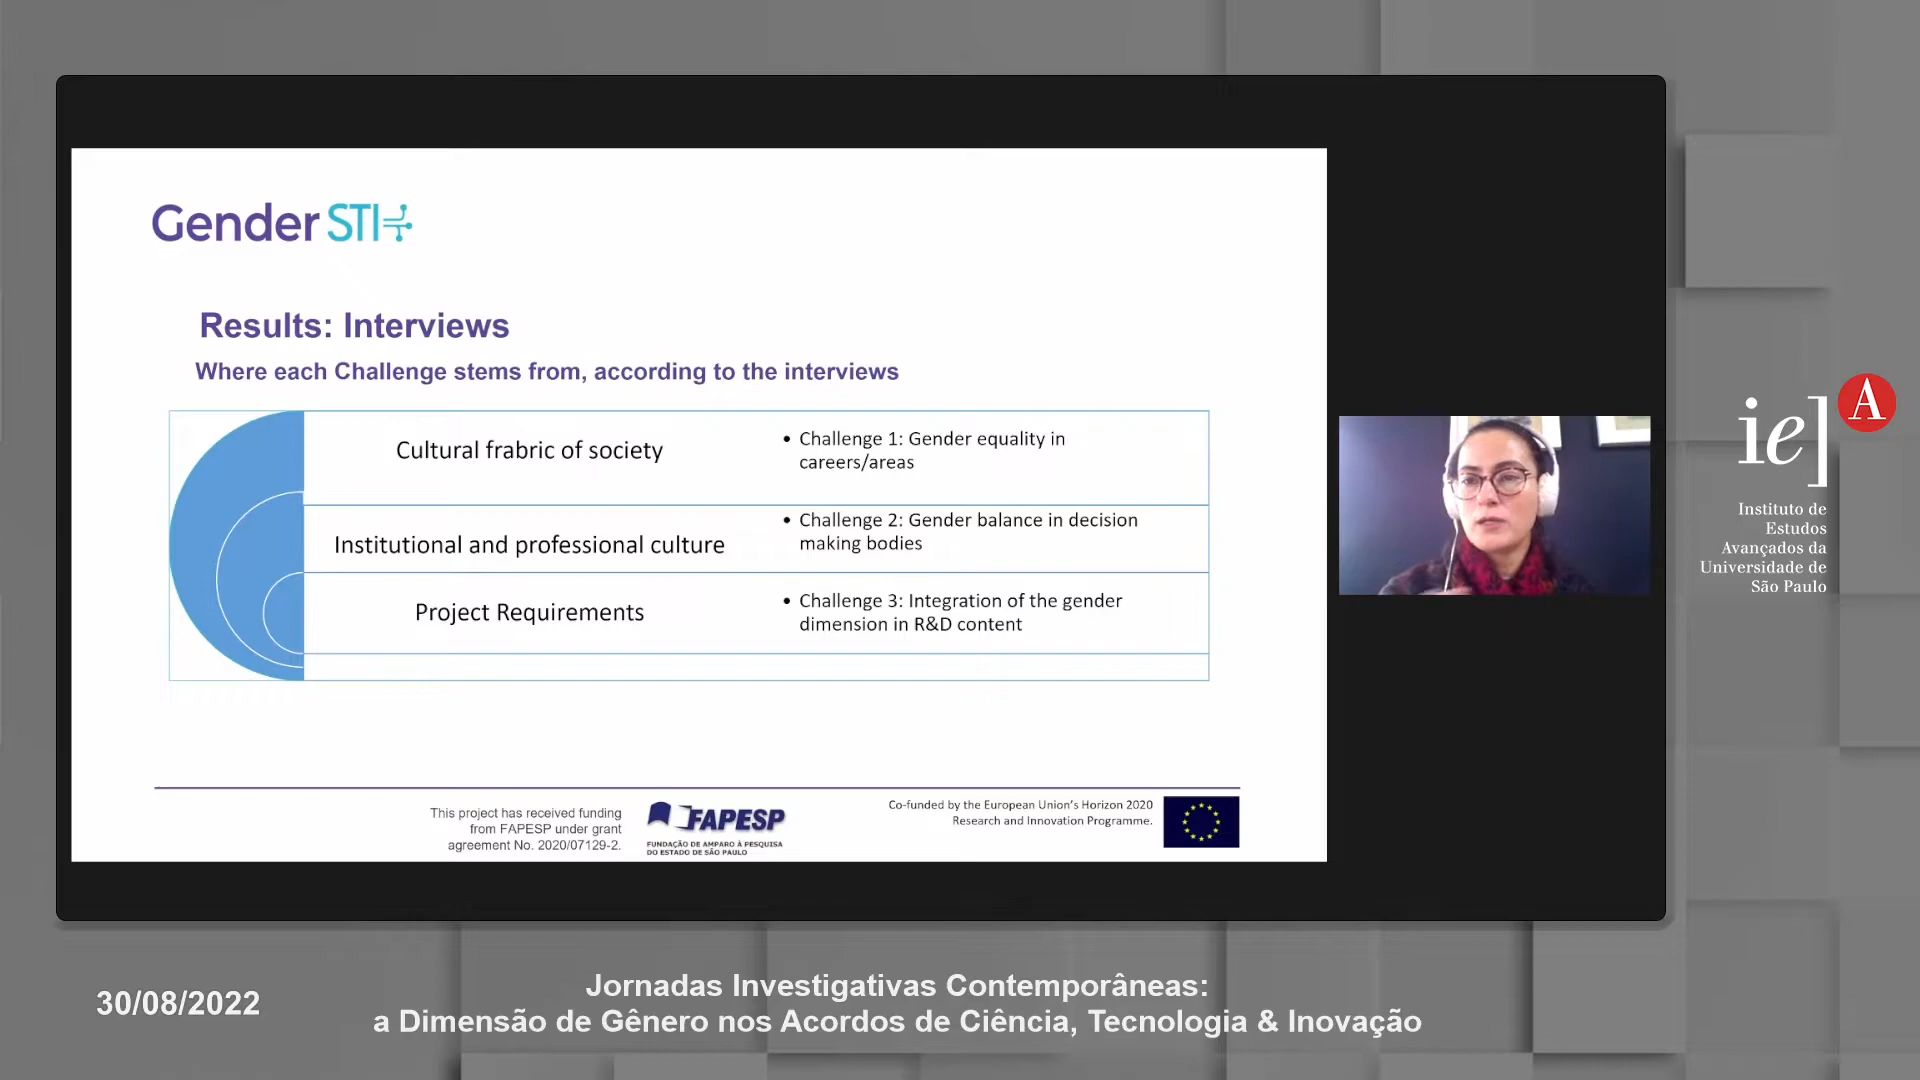 Gender STI
Results: Interviews
Where each Challenge stems from, according to the interviews
Cultural frabric of society
• Challenge 1: Gender equality in
careers/areas
Institutional and professional culture
• Challenge 2: Gender balance in decision
making bodies
Project Requirements
• Challenge 3: Integration of the gender
dimension in R&D content
This project has received funding
from FAPESP under grant
agreement No. 2020/07129-2.
FAPESP
FUNDAÇÃO DE AMPARO À PESQUISA
DO ESTADO DE SÃO PAULO
Co-funded by the European Union's Horizon 2020
Research and Innovation Programme.
ie] A
Instituto de
Estudos
Avançados da
Universidade de
São Paulo
30/08/2022
Jornadas Investigativas Contemporâneas:
a Dimensão de Gênero nos Acordos de Ciência, Tecnologia & Inovação